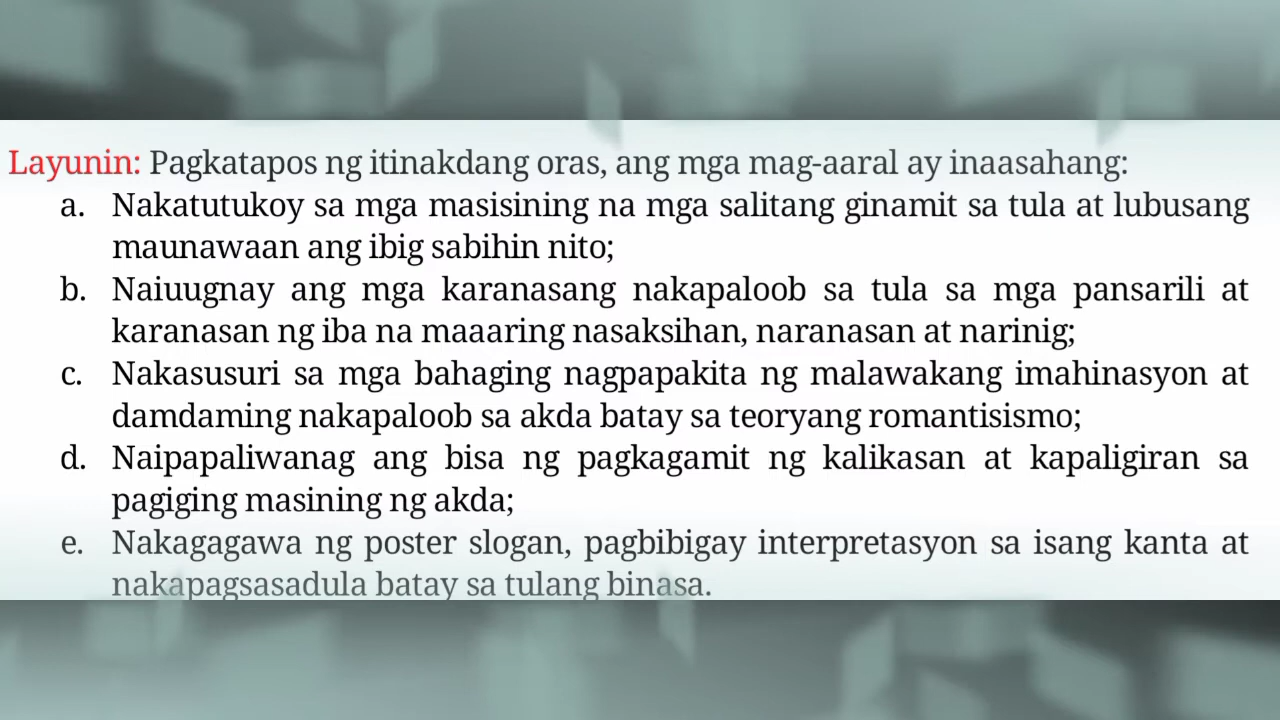 Layunin: Pagkatapos ng itinakdang oras, ang mga mag-aaral ay inaasahang:
a. Nakatutukoy sa mga masisining na mga salitang ginamit sa tula at lubusang
maunawaan ang ibig sabihin nito;
b. Naiuugnay ang mga karanasang nakapaloob sa tula sa mga pansarili at
karanasan ng iba na maaaring nasaksihan, naranasan at narinig;
c. Nakasusuri sa mga bahaging nagpapakita ng malawakang imahinasyon at
damdaming nakapaloob sa akda batay sa teoryang romantisismo;
d. Naipapaliwanag ang bisa ng pagkagamit ng kalikasan at kapaligiran sa
pagiging masining ng akda;
e. Nakagagawa ng poster slogan, pagbibigay interpretasyon sa isang kanta at
nakapagsasadula batay sa tulang binasa.